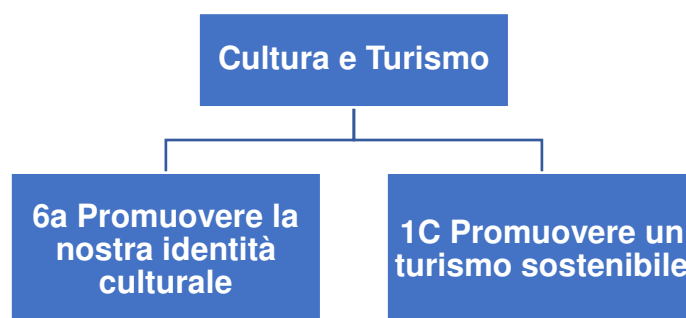 Cultura e Turismo
6a Promuovere la
nostra identità
culturale
1C Promuovere un
turismo sostenibile